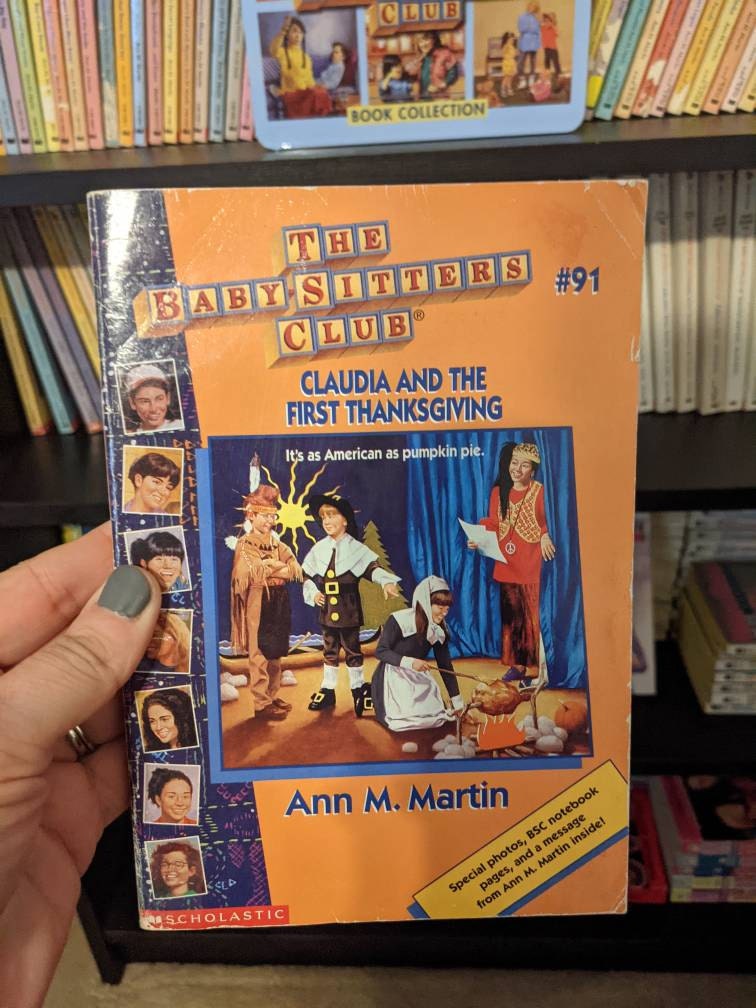 CLUB
BOOK COLLECTION
THE
BABY-SITTERS
CLUB®
#91
CLAUDIA AND THE
FIRST THANKSGIVING
It's as American as pumpkin pie.
Ann M. Martin
Special photos, BSC notebook
pages, and a message
from Ann M. Martin inside!
SCHOLASTIC